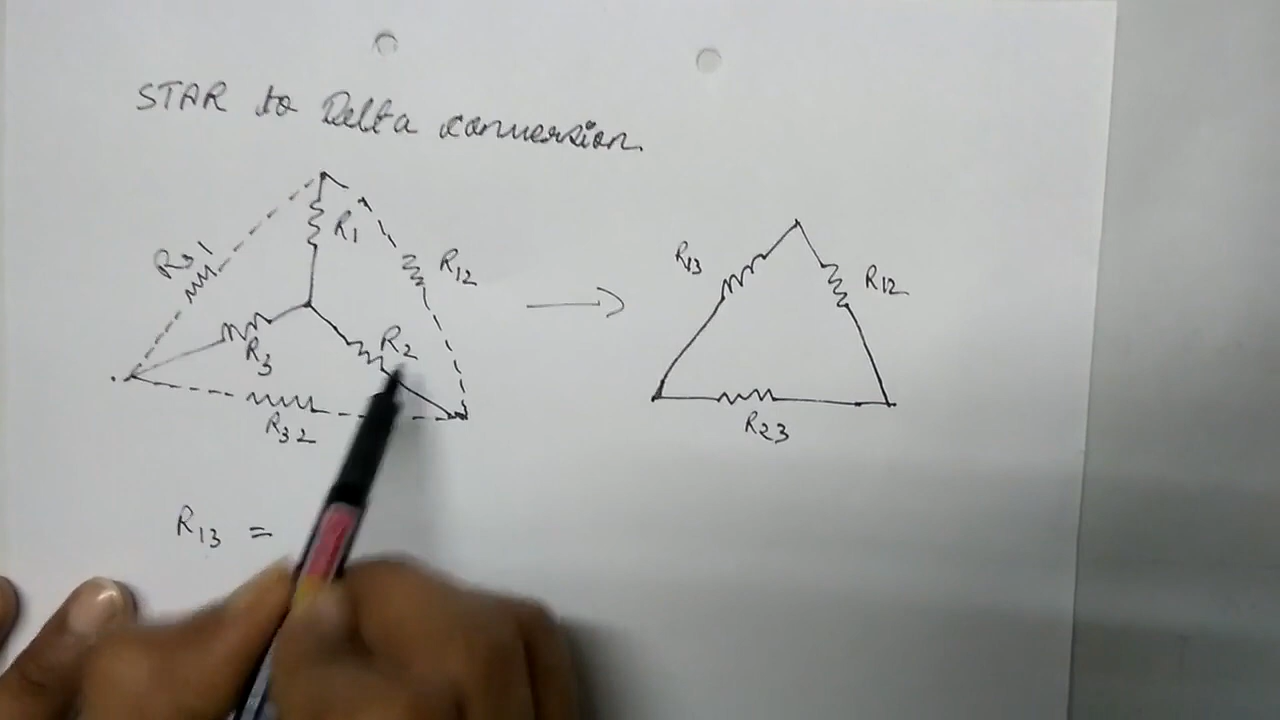 STAR to Delta conversion.
R31
R1
R12
R3
R2
R32
R13
R12
R23
R13 =